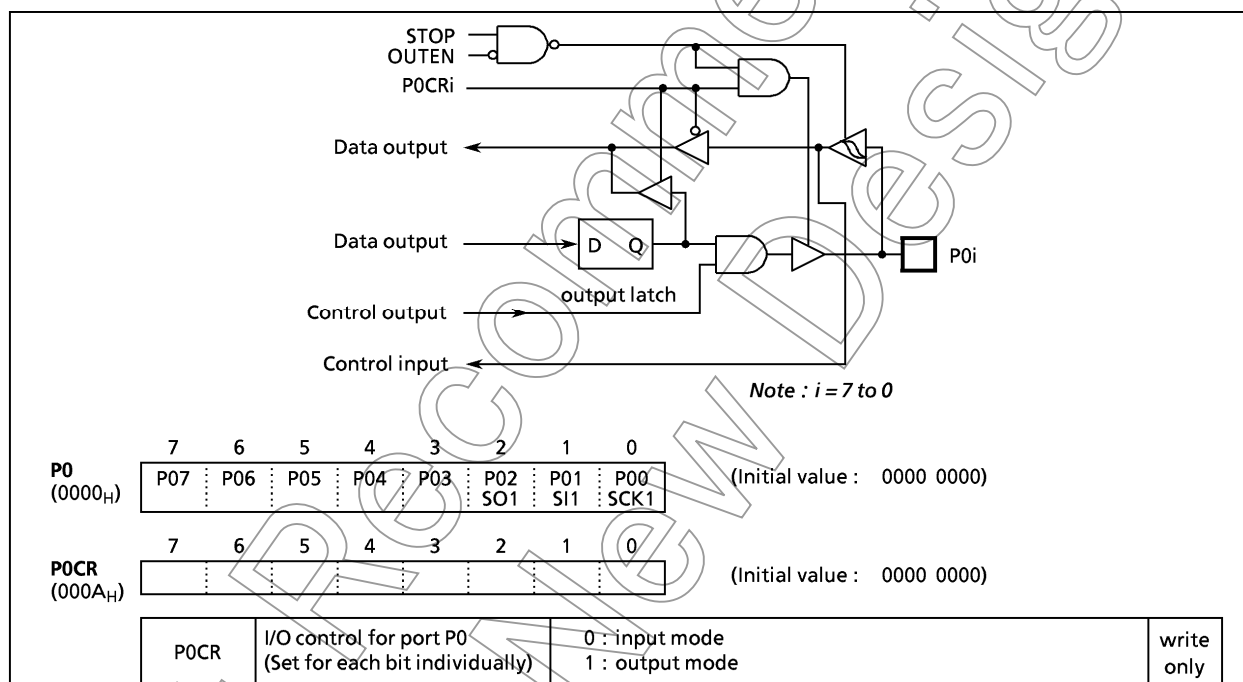 STOP
OUTEN
P0CRi
Data output
Data output
D Q
P0i
output latch
Control output
Control input
Note : i = 7 to 0
7 6 5 4 3 2 1 0
P0 (0000H) P07 P06 P05 P04 P03 P02 SO1 P01 SI1 P00 SCK1 (Initial value : 0000 0000)
7 6 5 4 3 2 1 0
P0CR (000AH) (Initial value : 0000 0000)
P0CR I/O control for port P0 0 : input mode write
(Set for each bit individually) 1 : output mode only
Recomme
Desig
New